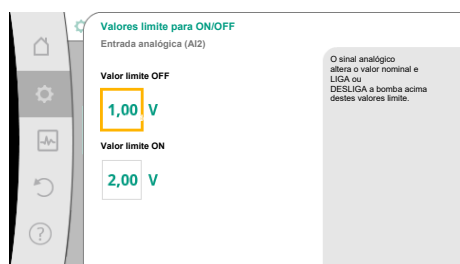 Valores limite para ON/OFF
Entrada analógica (AI2)
Valor limite OFF
1,00 V
Valor limite ON
2,00 V
O sinal analógico
altera o valor nominal e
LIGA ou
DESLIGA a bomba acima
destes valores limite.
?